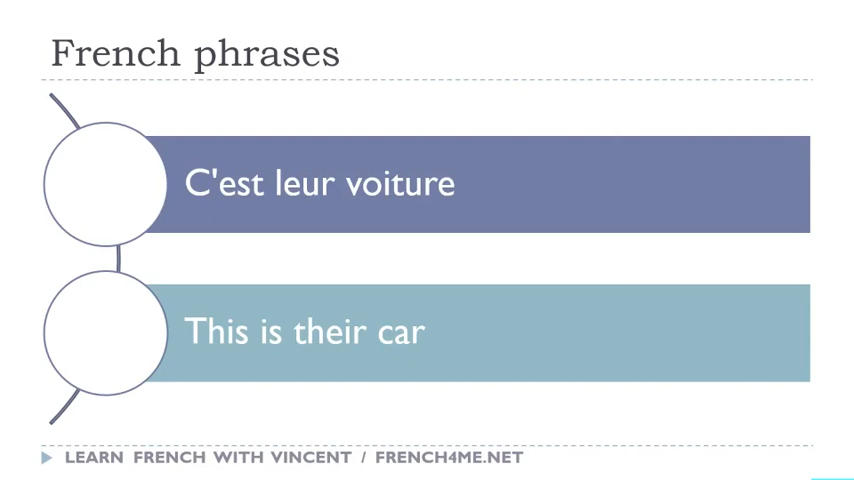 French phrases
C'est leur voiture
This is their car
LEARN FRENCH WITH VINCENT / FRENCH4ME.NET